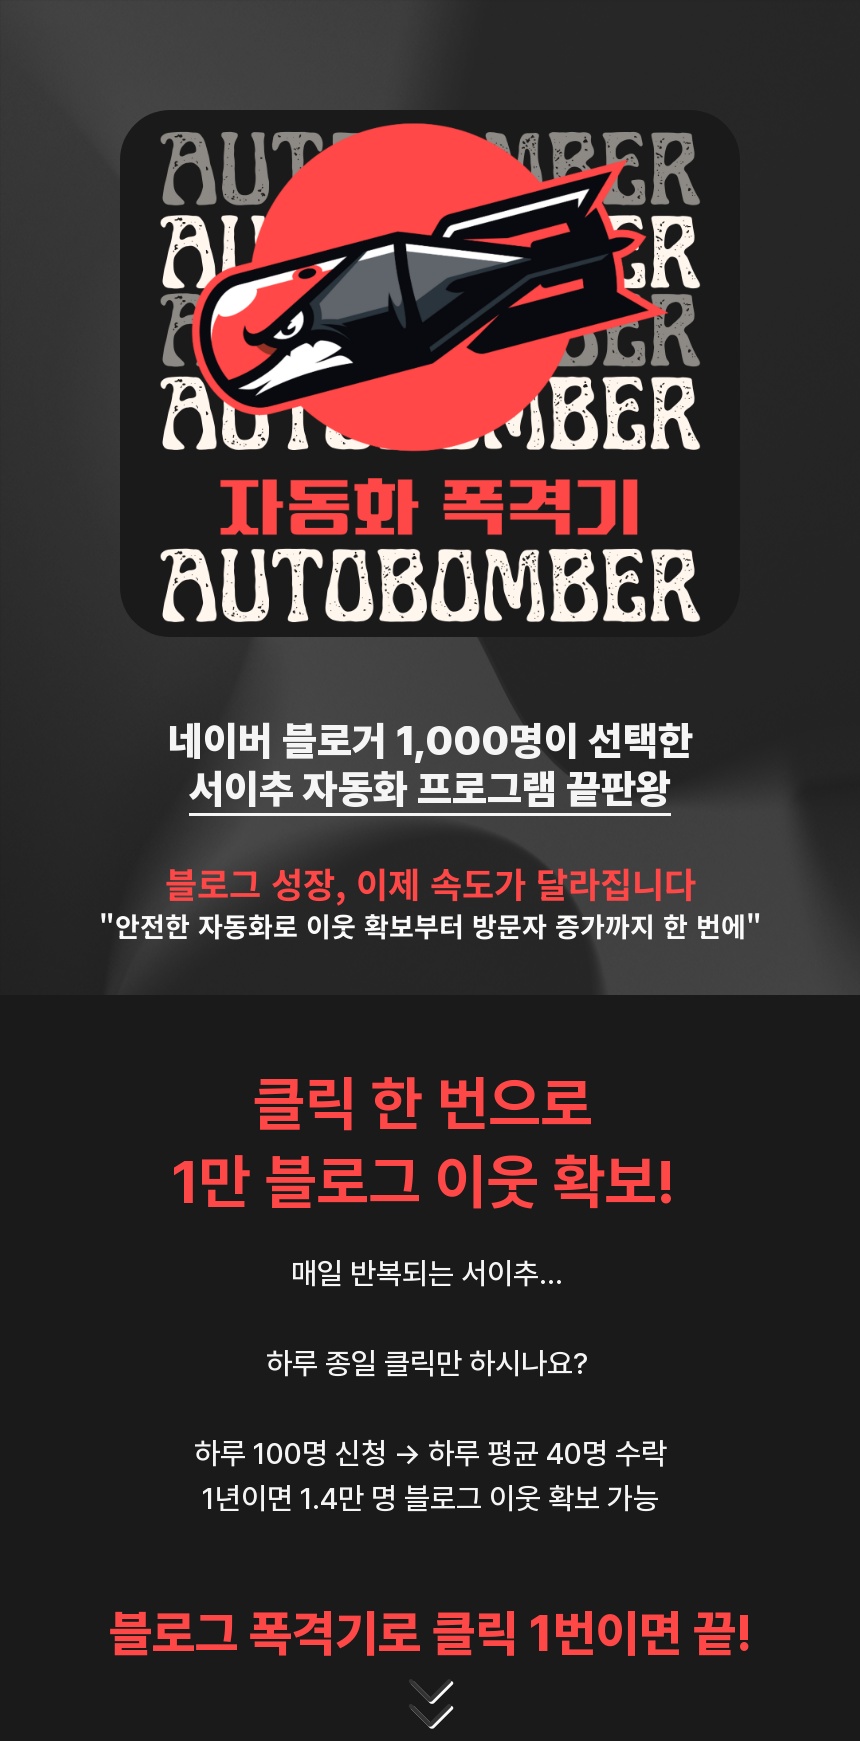 AUTOBOMBER
AUTOBOMBER
AUTOBOMBER
AUTOBOMBER
자동화 폭격기
AUTOBOMBER
네이버 블로거 1,000명이 선택한
서이추 자동화 프로그램 끝판왕
블로그 성장, 이제 속도가 달라집니다
"안전한 자동화로 이웃 확보부터 방문자 증가까지 한 번에"
클릭 한 번으로
1만 블로그 이웃 확보!
매일 반복되는 서이추...
하루 종일 클릭만 하시나요?
하루 100명 신청 → 하루 평균 40명 수락
1년이면 1.4만 명 블로그 이웃 확보 가능
블로그 폭격기로 클릭 1번이면 끝!